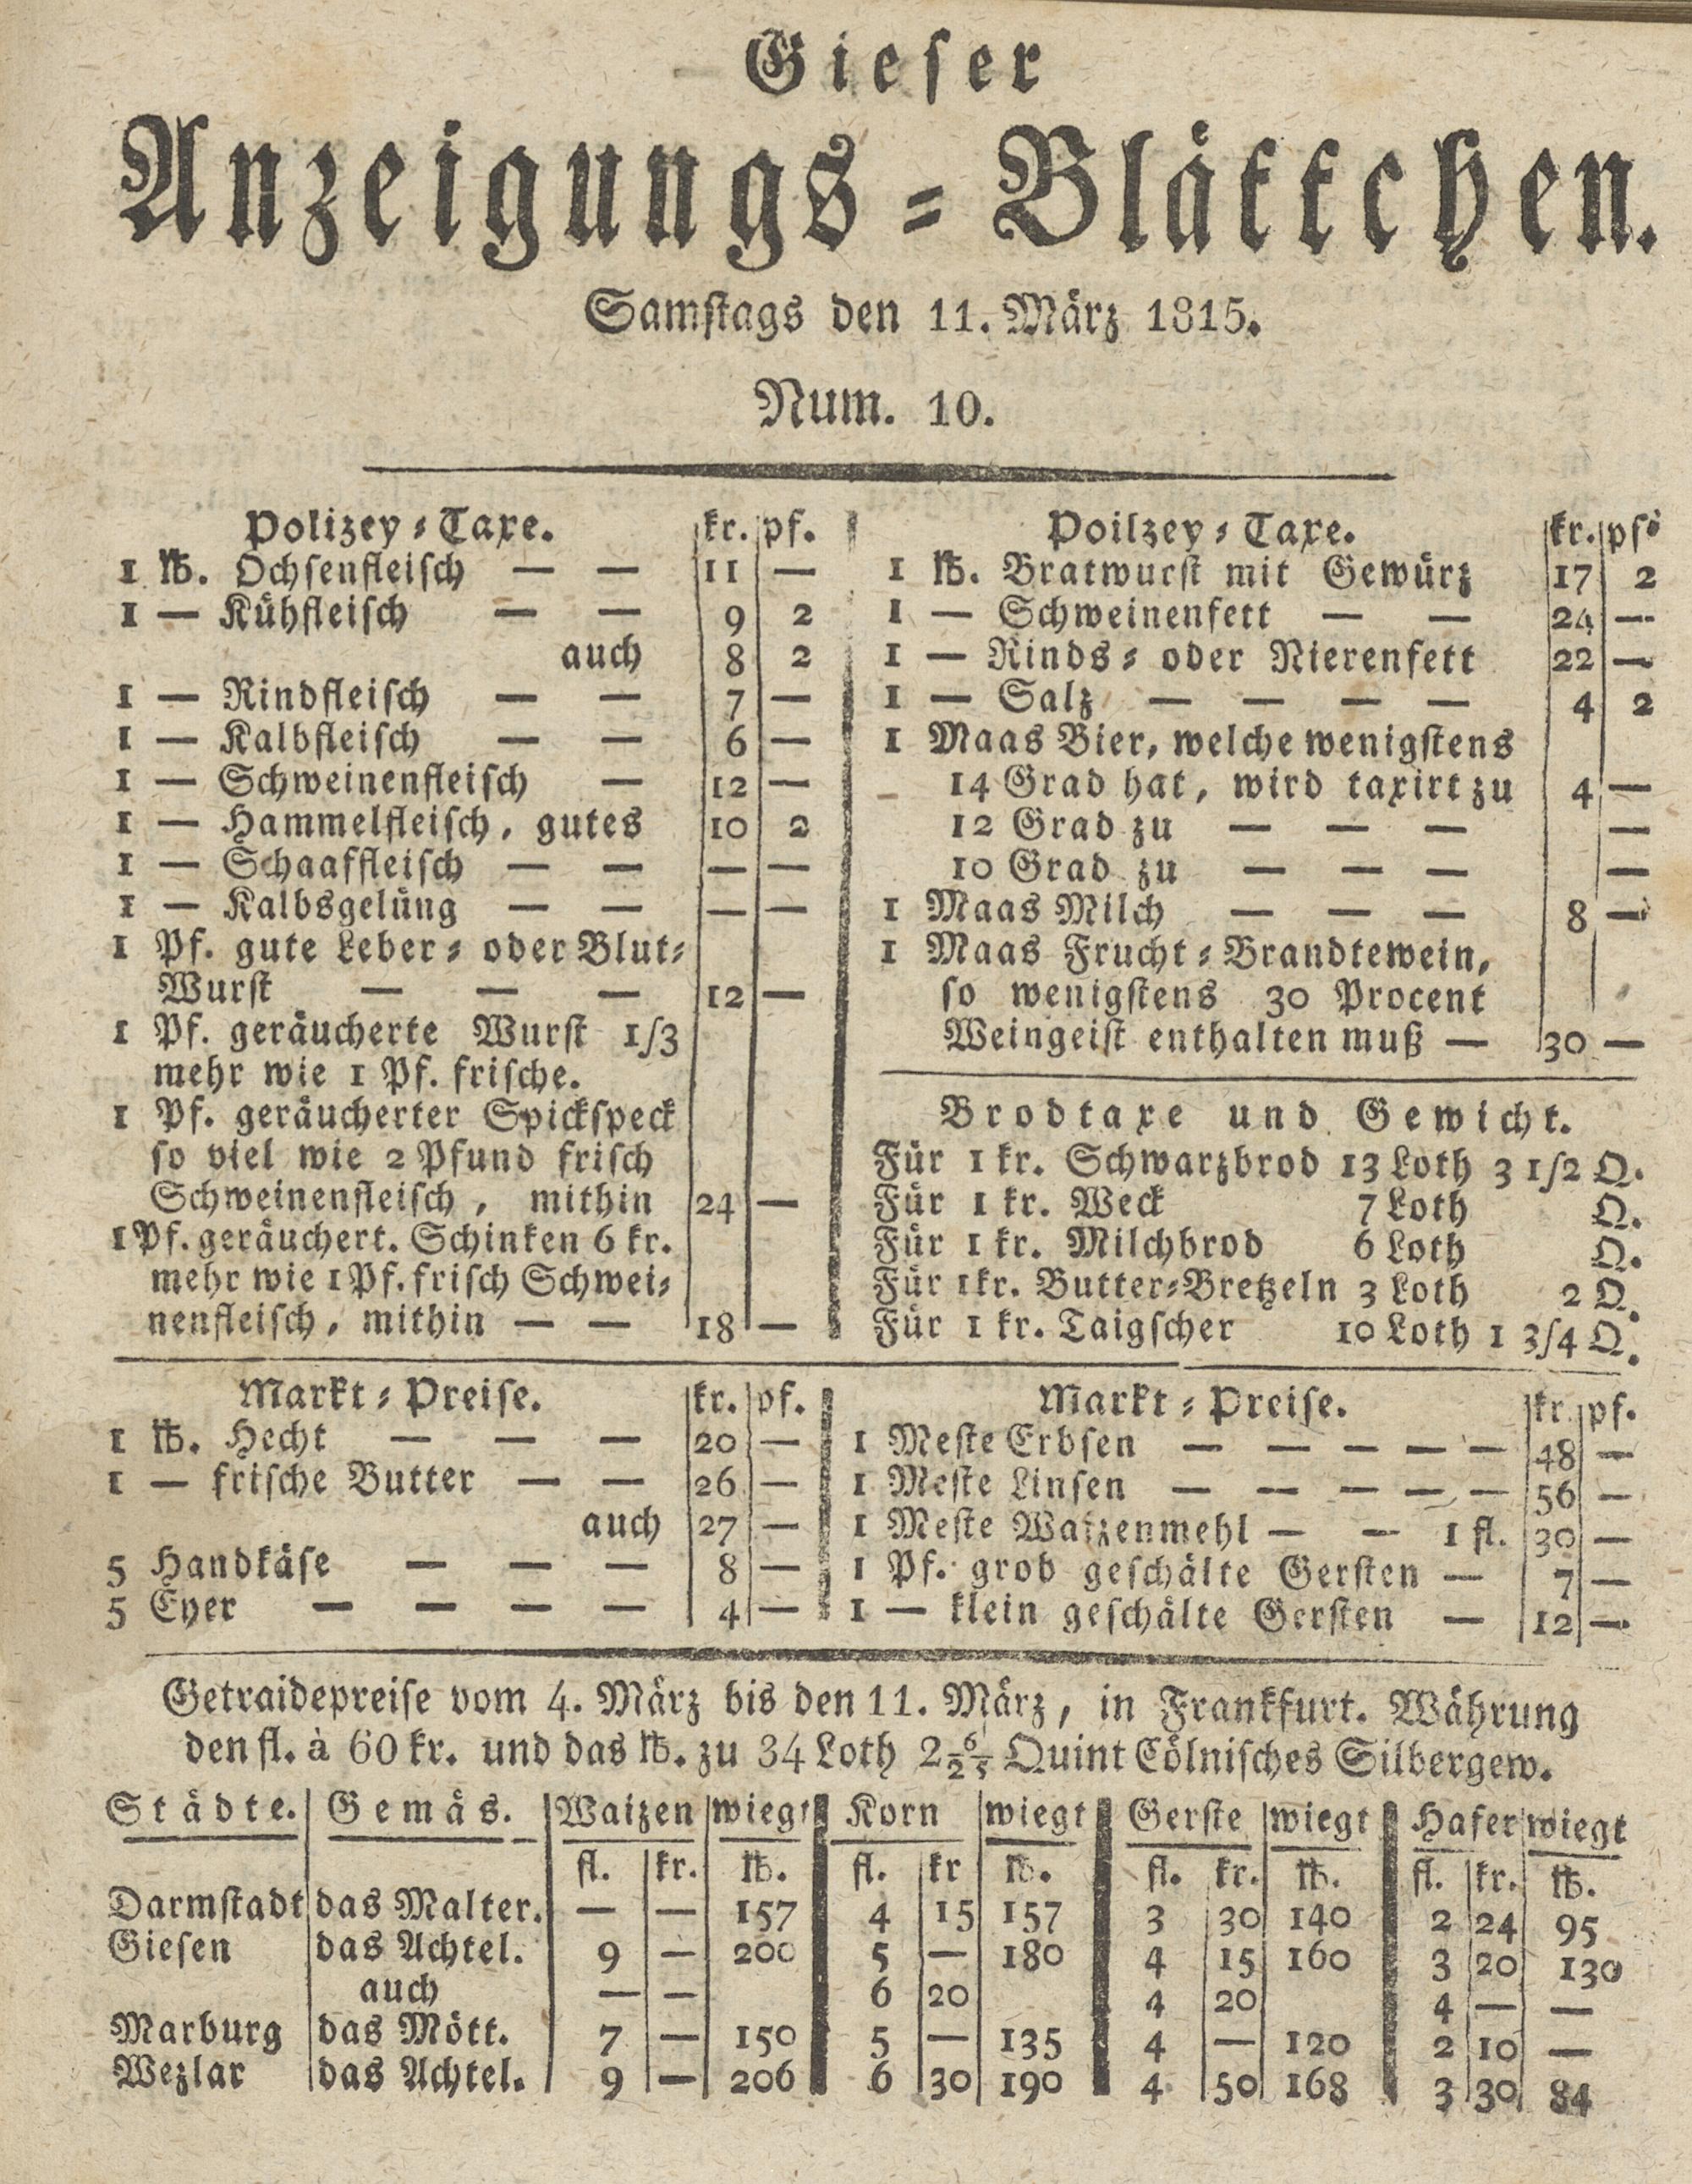 Gieser
Anzeigungs-Blättchen.
Samstags den 11. März 1815.
Num. 10.
Polizey-Taxe. kr. pf.
1 ℔. Ochsenfleisch — — 11 —
1 — Kühfleisch — — 9 2
auch 8 2
1 — Rindfleisch — — 7 —
1 — Kalbfleisch — — 6 —
1 — Schweinenfleisch — 12 —
1 — Hammelfleisch, gutes 10 2
1 — Schaaffleisch — — — —
1 — Kalbsgelüng — — — —
1 Pf. gute Leber- oder Blut-
Wurst — — — 12 —
1 Pf. geräucherte Wurst 1/3
mehr wie 1 Pf. frische.
1 Pf. geräucherter Spickspeck
so viel wie 2 Pfund frisch
Schweinenfleisch, mithin 24 —
1 Pf. geräuchert. Schinken 6 kr.
mehr wie 1 Pf. frisch Schwei-
nenfleisch, mithin — — 18 —
Poilzey-Taxe. kr. pf.
1 ℔. Bratwurst mit Gewürz 17 2
1 — Schweinenfett — — 24 —
1 — Rinds- oder Nierenfett 22 —
1 — Salz — — — — 4 2
1 Maas Bier, welche wenigstens
14 Grad hat, wird taxirt zu 4 —
12 Grad zu — — — —
10 Grad zu — — — —
1 Maas Milch — — — 8 —
1 Maas Frucht-Brandtewein,
so wenigstens 30 Procent
Weingeist enthalten muß — 30 —
Brodtaxe und Gewicht.
Für 1 kr. Schwarzbrod 13 Loth 3 1/2 Q.
Für 1 kr. Weck 7 Loth Q.
Für 1 kr. Milchbrod 6 Loth Q.
Für 1 kr. Butter-Bretzeln 3 Loth 2 Q.
Für 1 kr. Taigscher 10 Loth 1 3/4 Q.
Markt-Preise. kr. pf.
1 ℔. Hecht — — — 20 —
1 — frische Butter — — 26 —
auch 27 —
5 Handkäse — — — 8 —
5 Eyer — — — — 4 —
Markt-Preise. kr. pf.
1 Meste Erbsen — — — — — 48 —
1 Meste Linsen — — — — — 56 —
1 Meste Waizenmehl — — 1 fl. 30 —
1 Pf. grob geschälte Gersten — 7 —
1 — klein geschälte Gersten — 12 —
Getraidepreise vom 4. März bis den 11. März, in Frankfurt. Währung
den fl. à 60 kr. und das ℔. zu 34 Loth 2 6/25 Quint Cölnisches Silbergew.
Städte. Gemäs. Waizen wiegt Korn wiegt Gerste wiegt Hafer wiegt
fl. kr. ℔. fl. kr ℔. fl. kr. ℔. fl. kr. ℔.
Darmstadt das Malter. — — 157 4 15 157 3 30 140 2 24 95
Giesen das Achtel. 9 — 200 5 — 180 4 15 160 3 20 130
auch — — 6 20 4 20 4 — —
Marburg das Mött. 7 — 150 5 — 135 4 — 120 2 10 —
Wezlar das Achtel. 9 — 206 6 30 190 4 50 168 3 30 84